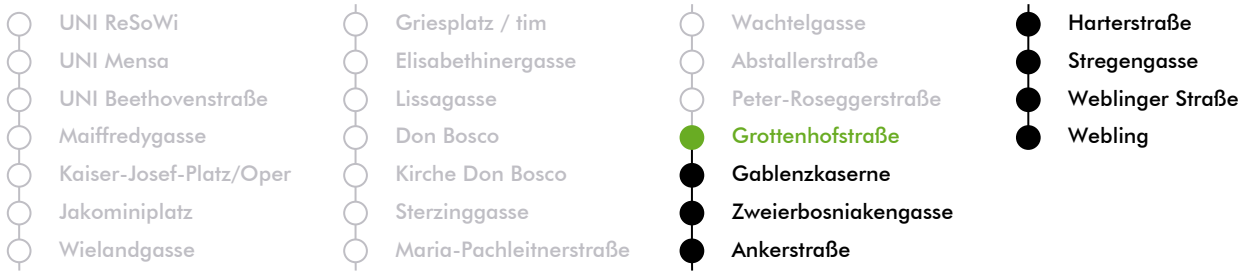 UNI ReSoWi
UNI Mensa
UNI Beethovenstraße
Maiffredygasse
Kaiser-Josef-Platz/Oper
Jakominiplatz
Wielandgasse
Griesplatz / tim
Elisabethinergasse
Lissagasse
Don Bosco
Kirche Don Bosco
Sterzinggasse
Maria-Pachleitnerstraße
Wachtelgasse
Abstallerstraße
Peter-Roseggerstraße
Grottenhofstraße
Gablenzkaserne
Zweierbosniakengasse
Ankerstraße
Harterstraße
Stregengasse
Weblinger Straße
Webling